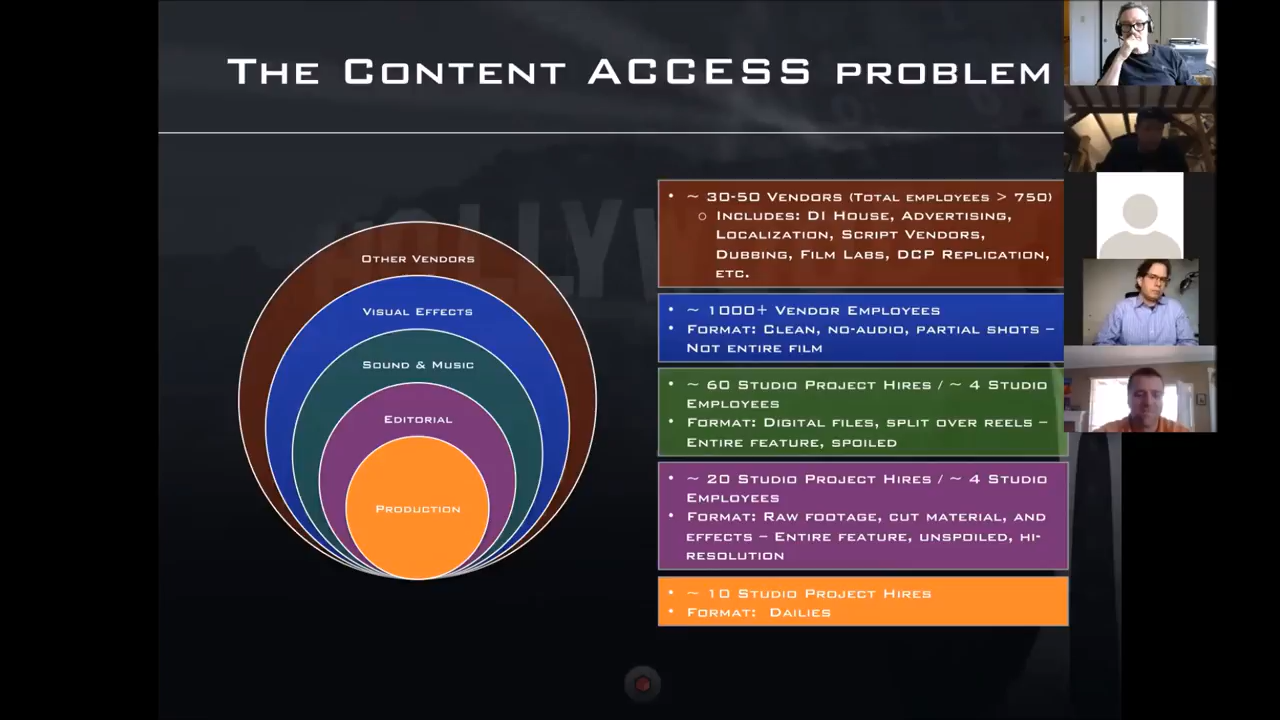 The Content ACCESS problem
Other Vendors
Visual Effects
Sound & Music
Editorial
Production
• ~ 30-50 Vendors (Total employees > 750)
o Includes: DI House, Advertising,
Localization, Script Vendors,
Dubbing, Film Labs, DCP Replication,
etc.
• ~ 1000+ Vendor Employees
• Format: Clean, no-audio, partial shots –
Not entire film
• ~ 60 Studio Project Hires / ~ 4 Studio
Employees
• Format: Digital files, split over reels –
Entire feature, spoiled
• ~ 20 Studio Project Hires / ~ 4 Studio
Employees
• Format: Raw footage, cut material, and
effects – Entire feature, unspoiled, hi-
resolution
• ~ 10 Studio Project Hires
• Format: Dailies